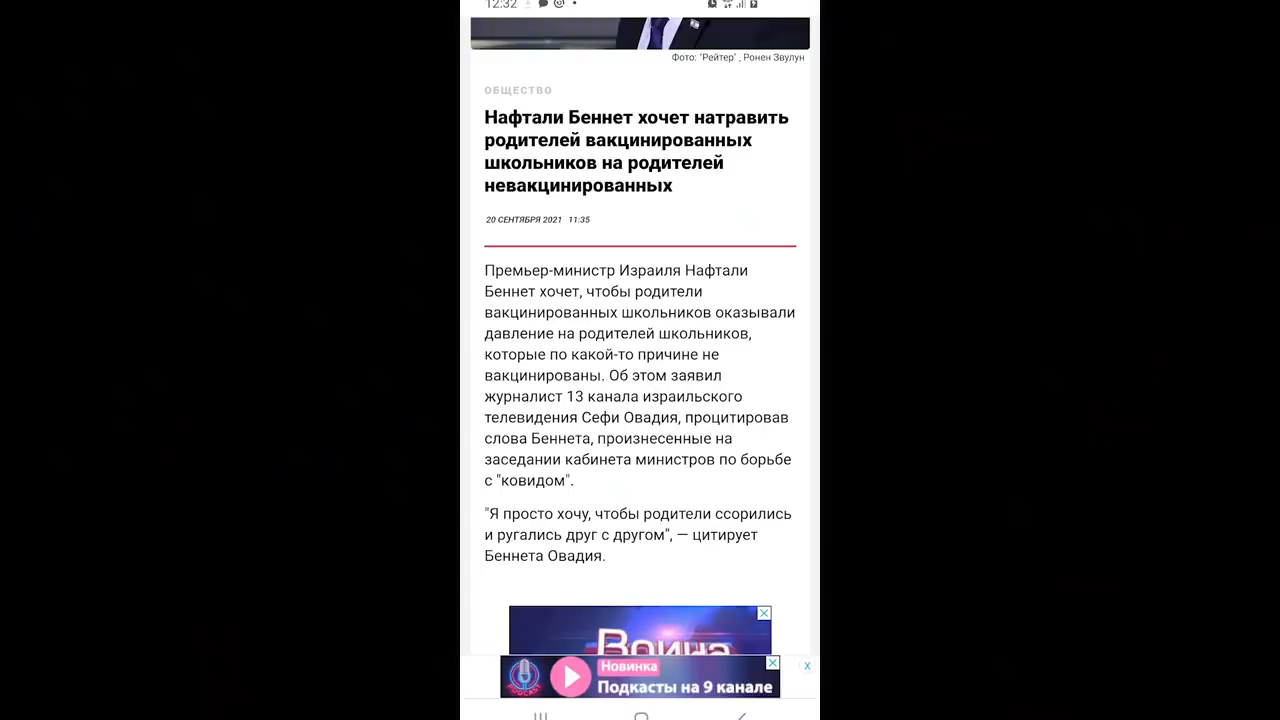 12:32
Фото: "Рейтер" , Ронен Звулун
ОБЩЕСТВО
Нафтали Беннет хочет натравить
родителей вакцинированных
школьников на родителей
невакцинированных
20 СЕНТЯБРЯ 2021 11:35
Премьер-министр Израиля Нафтали
Беннет хочет, чтобы родители
вакцинированных школьников оказывали
давление на родителей школьников,
которые по какой-то причине не
вакцинированы. Об этом заявил
журналист 13 канала израильского
телевидения Сефи Овадия, процитировав
слова Беннета, произнесенные на
заседании кабинета министров по борьбе
с "ковидом".
"Я просто хочу, чтобы родители ссорились
и ругались друг с другом", — цитирует
Беннета Овадия.
Война
Новинка
Подкасты на 9 канале
PODCAST